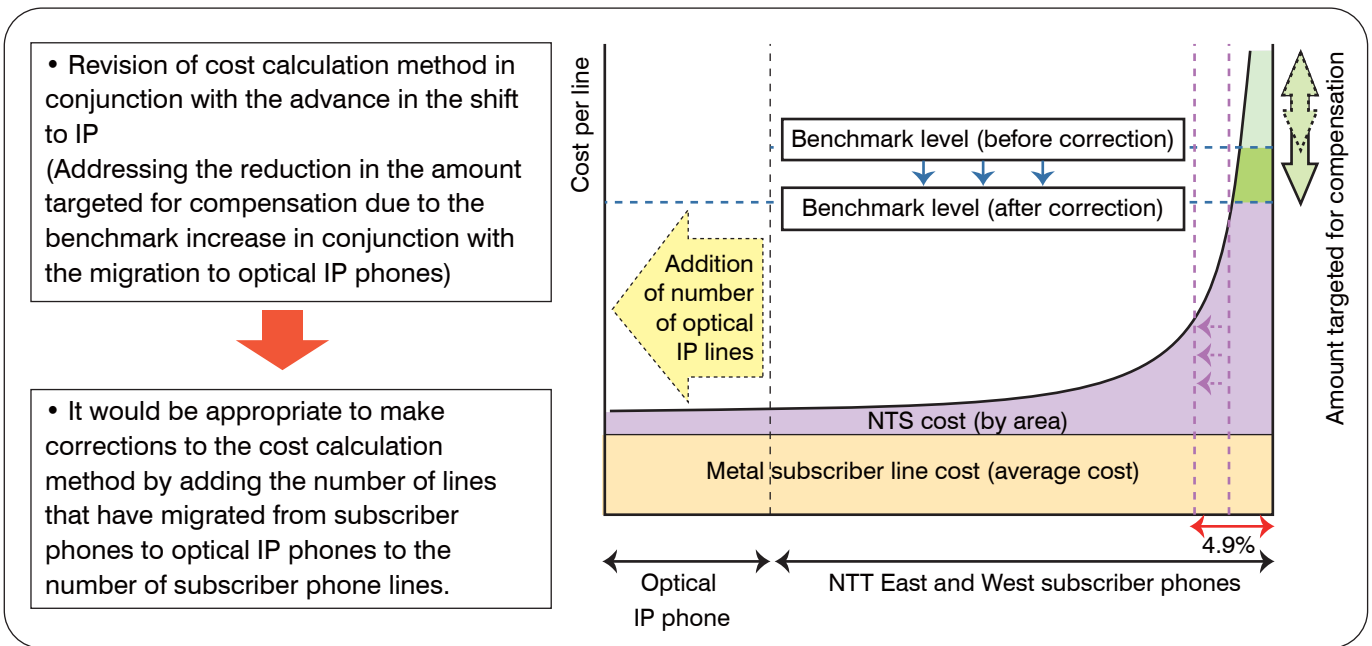 • Revision of cost calculation method in
conjunction with the advance in the shift
to IP
(Addressing the reduction in the amount
targeted for compensation due to the
benchmark increase in conjunction with
the migration to optical IP phones)
• It would be appropriate to make
corrections to the cost calculation
method by adding the number of lines
that have migrated from subscriber
phones to optical IP phones to the
number of subscriber phone lines.
Cost per line
Benchmark level (before correction)
Benchmark level (after correction)
Addition
of number
of optical
IP lines
NTS cost (by area)
Metal subscriber line cost (average cost)
4.9%
Optical
IP phone
NTT East and West subscriber phones
Amount targeted for compensation